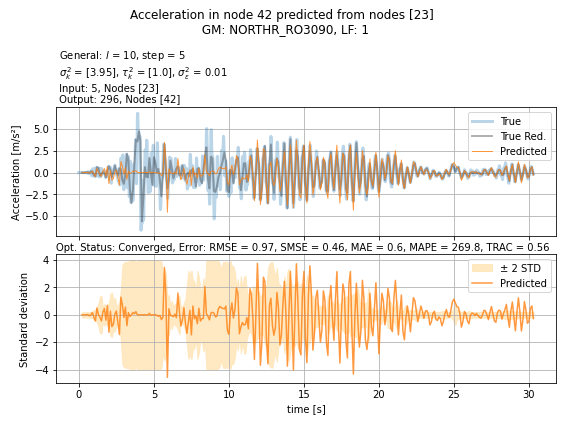 Acceleration in node 42 predicted from nodes [23]
GM: NORTHR_RO3090, LF: 1
General: l = 10, step = 5
σ²ₖ = [3.95], τ²ₖ = [1.0], σ²ε = 0.01
Input: 5, Nodes [23]
Output: 296, Nodes [42]
Acceleration [m/s²]
5.0
2.5
0.0
−2.5
−5.0
True
True Red.
Predicted
Opt. Status: Converged, Error: RMSE = 0.97, SMSE = 0.46, MAE = 0.6, MAPE = 269.8, TRAC = 0.56
Standard deviation
4
2
0
−2
−4
± 2 STD
Predicted
0 5 10 15 20 25 30
time [s]